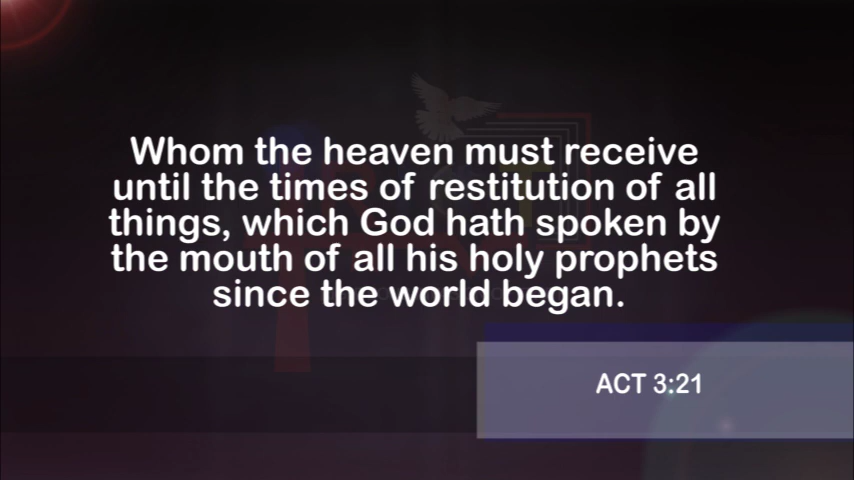 Whom the heaven must receive
until the times of restitution of all
things, which God hath spoken by
the mouth of all his holy prophets
since the world began.
ACT 3:21